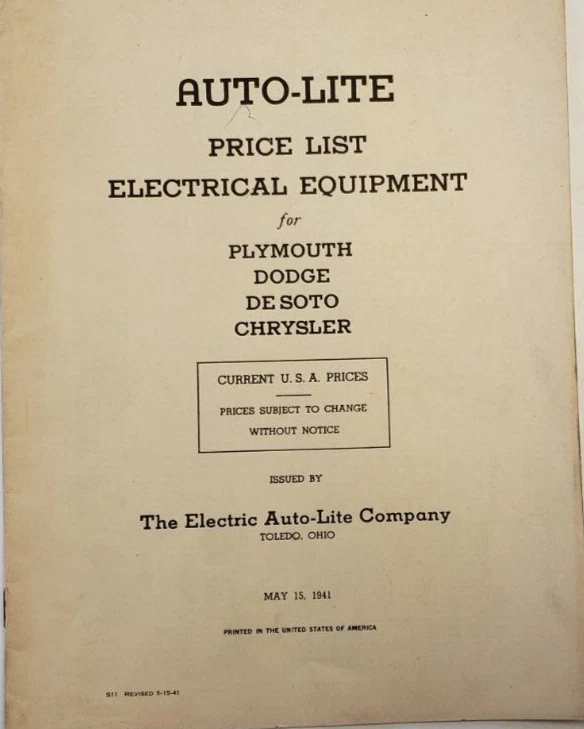 AUTO-LITE
PRICE LIST
ELECTRICAL EQUIPMENT
for
PLYMOUTH
DODGE
DE SOTO
CHRYSLER
CURRENT U. S. A. PRICES
PRICES SUBJECT TO CHANGE
WITHOUT NOTICE
ISSUED BY
The Electric Auto-Lite Company
TOLEDO, OHIO
MAY 15, 1941
PRINTED IN THE UNITED STATES OF AMERICA
S11 REVISED 5-15-41